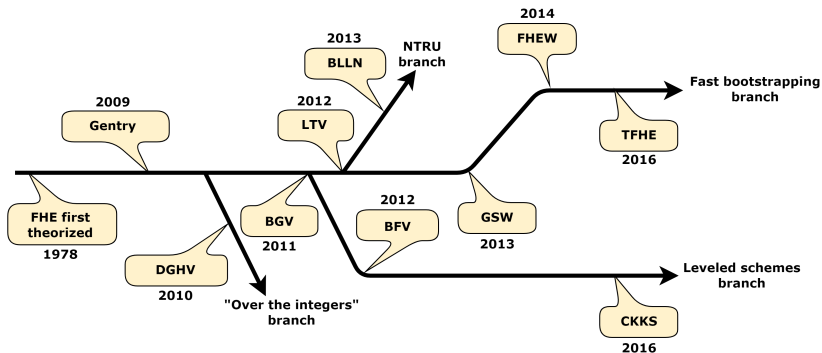 2014
FHEW
2013
BLLN
NTRU
branch
Fast bootstrapping
branch
2009
Gentry
2012
LTV
TFHE
2016
FHE first
theorized
1978
BGV
2011
2012
BFV
GSW
2013
DGHV
2010
"Over the integers"
branch
Leveled schemes
branch
CKKS
2016